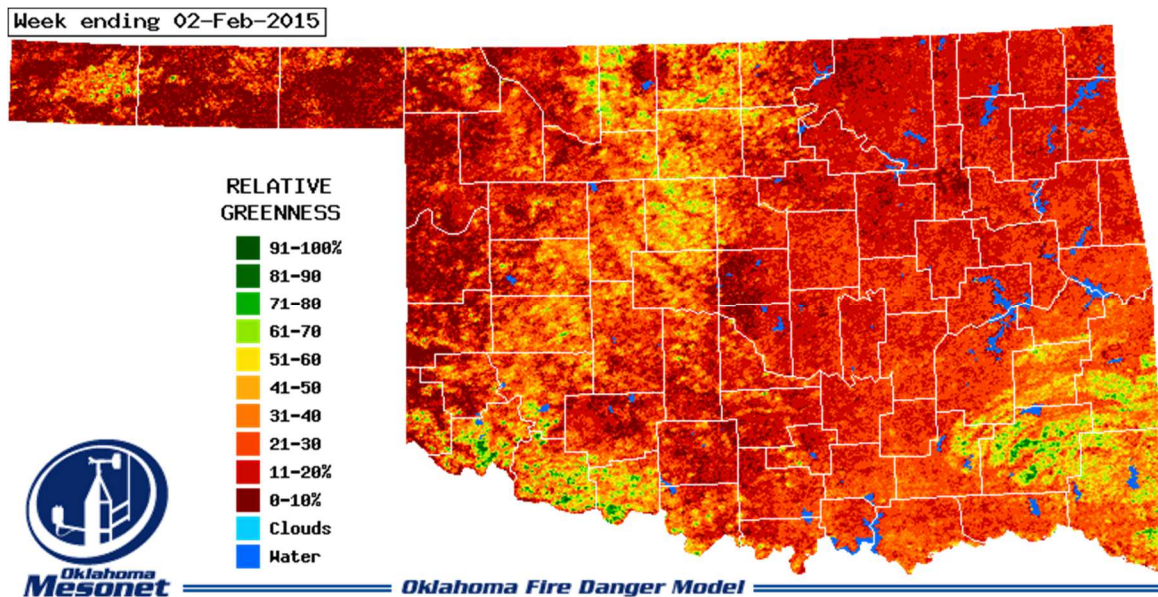 Week ending 02-Feb-2015
RELATIVE
GREENNESS
91-100%
81-90
71-80
61-70
51-60
41-50
31-40
21-30
11-20%
0-10%
Clouds
Water
Oklahoma
Mesonet
Oklahoma Fire Danger Model